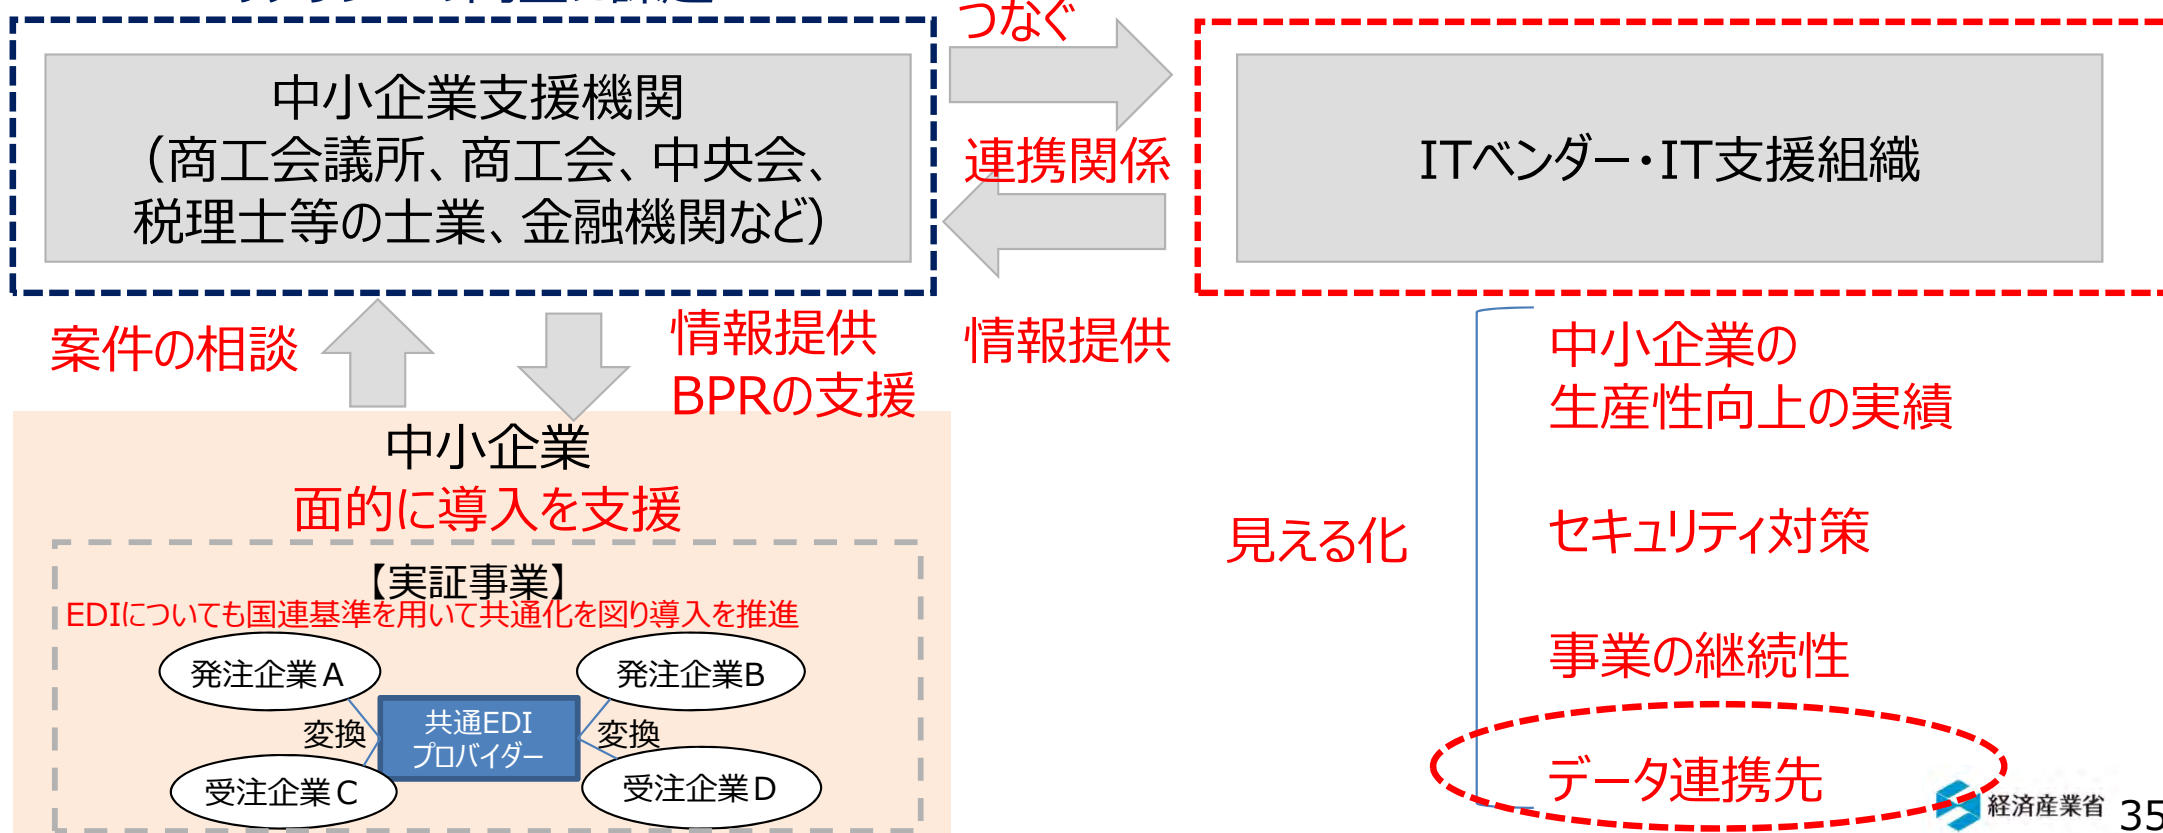 つなぐ
中小企業支援機関
（商工会議所、商工会、中央会、
税理士等の士業、金融機関など）
連携関係
ITベンダー・IT支援組織
案件の相談
情報提供
BPRの支援
情報提供
中小企業
面的に導入を支援
【実証事業】
EDIについても国連基準を用いて共通化を図り導入を推進
発注企業A
発注企業B
変換
共通EDI
プロバイダー
変換
受注企業C
受注企業D
見える化
中小企業の
生産性向上の実績
セキュリティ対策
事業の継続性
データ連携先
経済産業省
35